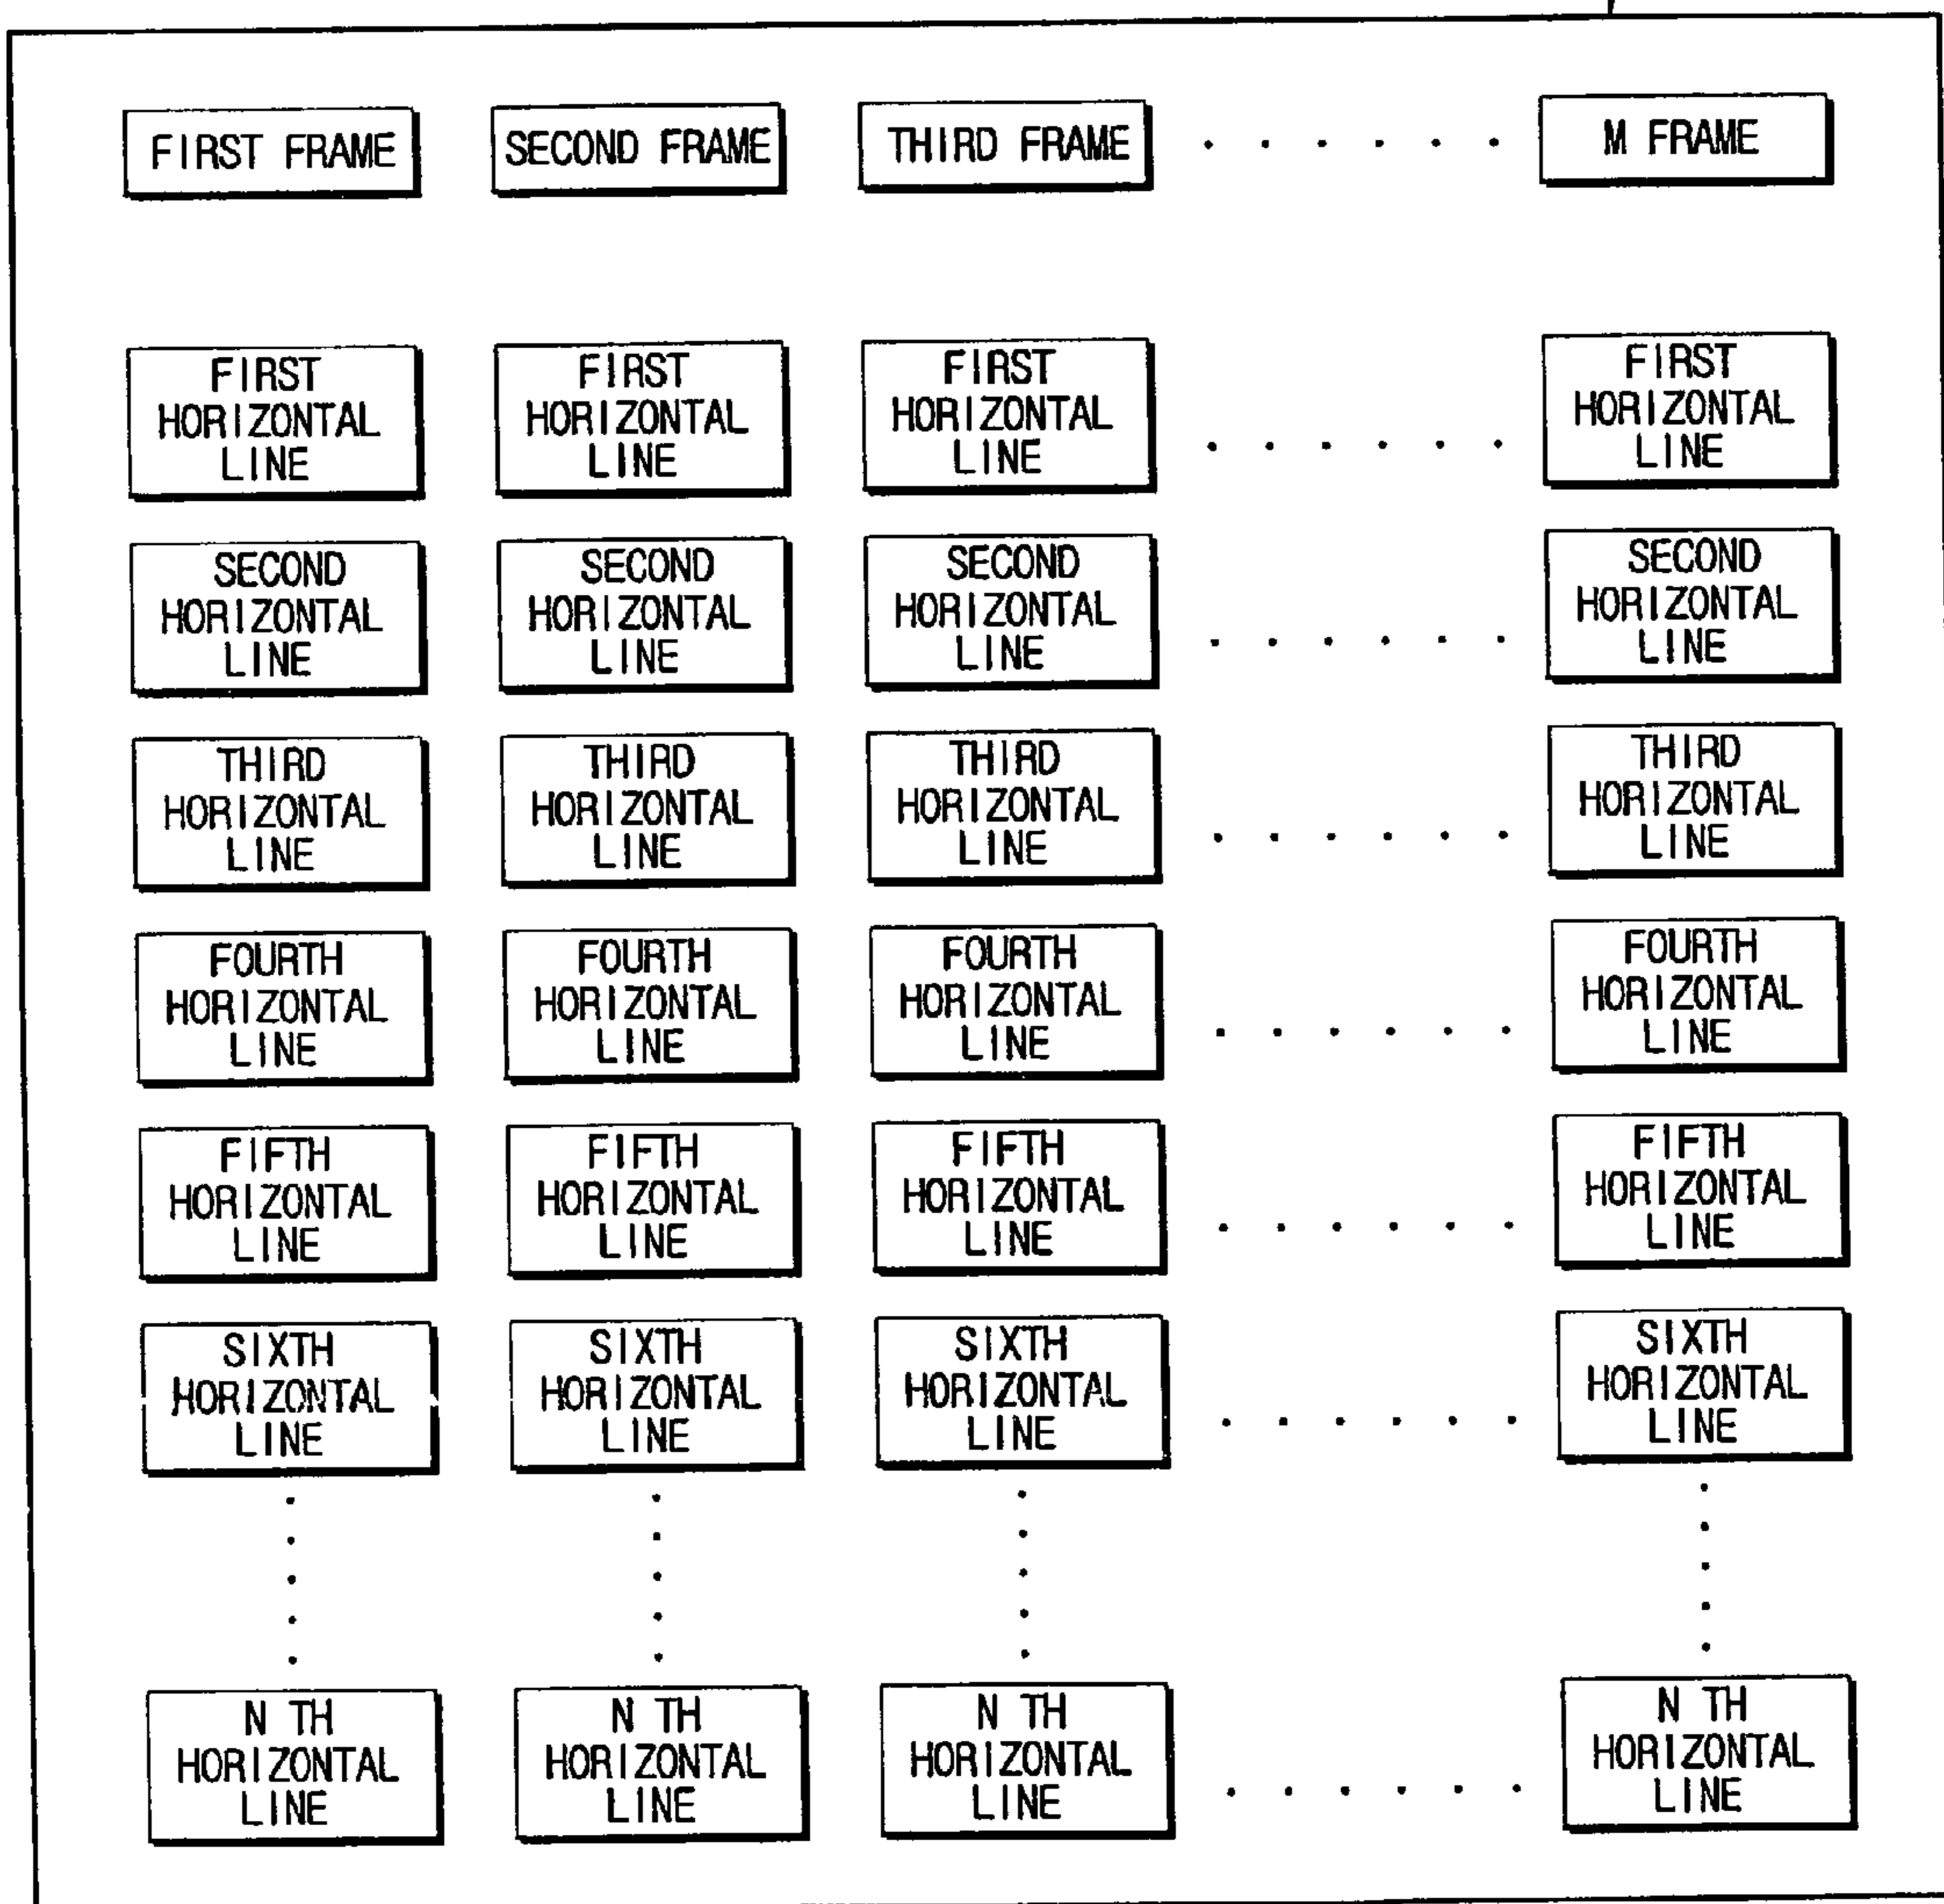 FIRST FRAME SECOND FRAME THIRD FRAME . . . . . . M FRAME
FIRST FIRST FIRST FIRST
HORIZONTAL HORIZONTAL HORIZONTAL HORIZONTAL
LINE LINE LINE . . . . . . LINE
SECOND SECOND SECOND SECOND
HORIZONTAL HORIZONTAL HORIZONTAL HORIZONTAL
LINE LINE LINE . . . . . . LINE
THIRD THIRD THIRD THIRD
HORIZONTAL HORIZONTAL HORIZONTAL HORIZONTAL
LINE LINE LINE . . . . . . LINE
FOURTH FOURTH FOURTH FOURTH
HORIZONTAL HORIZONTAL HORIZONTAL HORIZONTAL
LINE LINE LINE . . . . . . LINE
FIFTH FIFTH FIFTH FIFTH
HORIZONTAL HORIZONTAL HORIZONTAL HORIZONTAL
LINE LINE LINE . . . . . . LINE
SIXTH SIXTH SIXTH SIXTH
HORIZONTAL HORIZONTAL HORIZONTAL HORIZONTAL
LINE LINE LINE . . . . . . LINE
N TH N TH N TH N TH
HORIZONTAL HORIZONTAL HORIZONTAL HORIZONTAL
LINE LINE LINE . . . . . . LINE